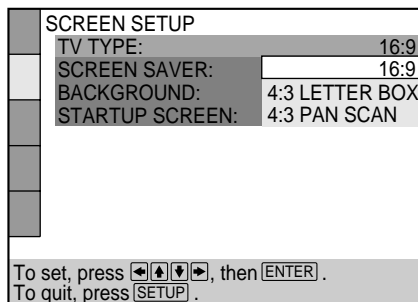 SCREEN SETUP
TV TYPE: 16:9
SCREEN SAVER: 16:9
BACKGROUND: 4:3 LETTER BOX
STARTUP SCREEN: 4:3 PAN SCAN
To set, press ←↑↓→, then ENTER .
To quit, press SETUP .